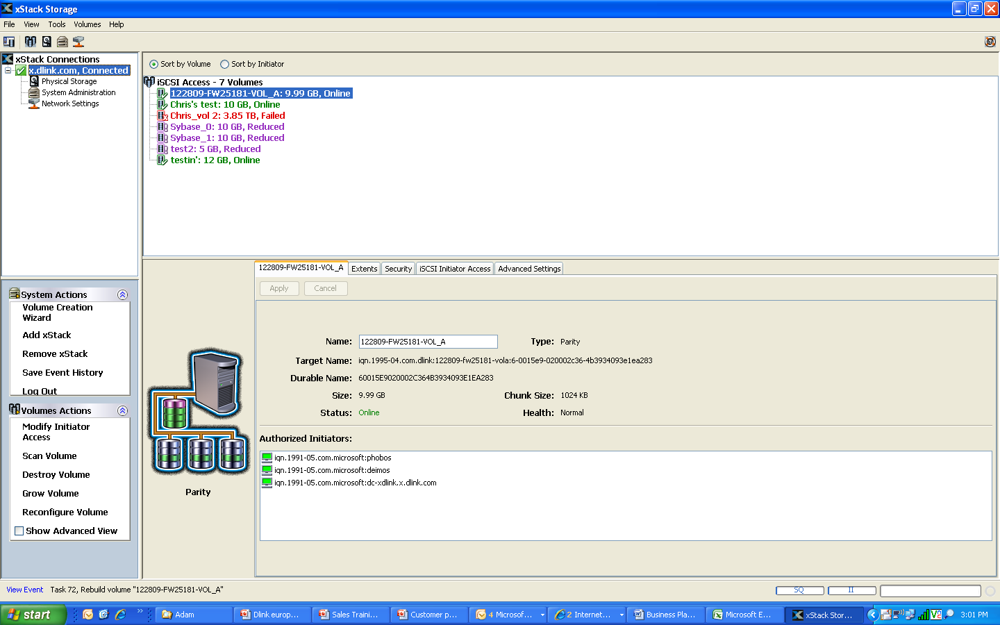 xStack Storage
File View Tools Volumes Help
xStack Connections
x.dlink.com, Connected
Physical Storage
System Administration
Network Settings
Sort by Volume Sort by Initiator
iSCSI Access - 7 Volumes
122809-FW25181-VOL_A: 9.99 GB, Online
Chris's test: 10 GB, Online
Chris_vol 2: 3.85 TB, Failed
Sybase_0: 10 GB, Reduced
Sybase_1: 10 GB, Reduced
test2: 5 GB, Reduced
testin': 12 GB, Online
System Actions
Volume Creation
Wizard
Add xStack
Remove xStack
Save Event History
Log Out
Volumes Actions
Modify Initiator
Access
Scan Volume
Destroy Volume
Grow Volume
Reconfigure Volume
Show Advanced View
122809-FW25181-VOL_A Extents Security iSCSI Initiator Access Advanced Settings
Apply Cancel
Name: 122809-FW25181-VOL_A Type: Parity
Target Name: iqn.1995-04.com.dlink:122809-fw25181-vola:6-0015e9-020002c36-4b3934093e1ea283
Durable Name: 60015E9020002C364B3934093E1EA283
Size: 9.99 GB Chunk Size: 1024 KB
Status: Online Health: Normal
Parity
Authorized Initiators:
iqn.1991-05.com.microsoft:phobos
iqn.1991-05.com.microsoft:deimos
iqn.1991-05.com.microsoft:dc-xdlink.x.dlink.com
View Event Task 72, Rebuild volume "122809-FW25181-VOL_A"
SQ II
start Adam Dlink europ... Sales Traini... Customer p... 4 Microsof... 2 Internet... Business Pla... Microsoft E... xStack Stor... 3:01 PM